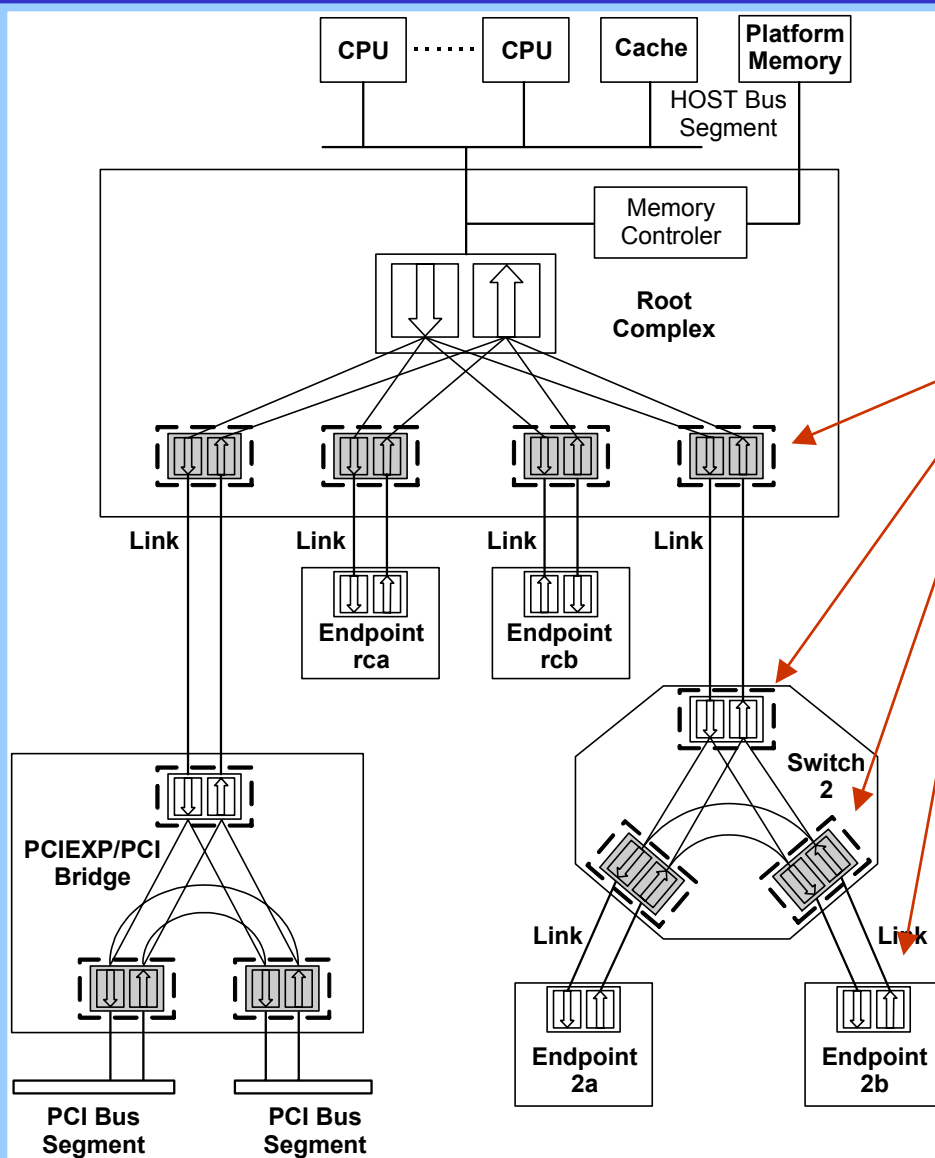 CPU
CPU
Cache
Platform
Memory
HOST Bus
Segment
Memory
Controler
Root
Complex
Link
Link
Link
Link
Endpoint
rca
Endpoint
rcb
Switch
2
PCIEXP/PCI
Bridge
Link
Link
Endpoint
2a
Endpoint
2b
PCI Bus
Segment
PCI Bus
Segment